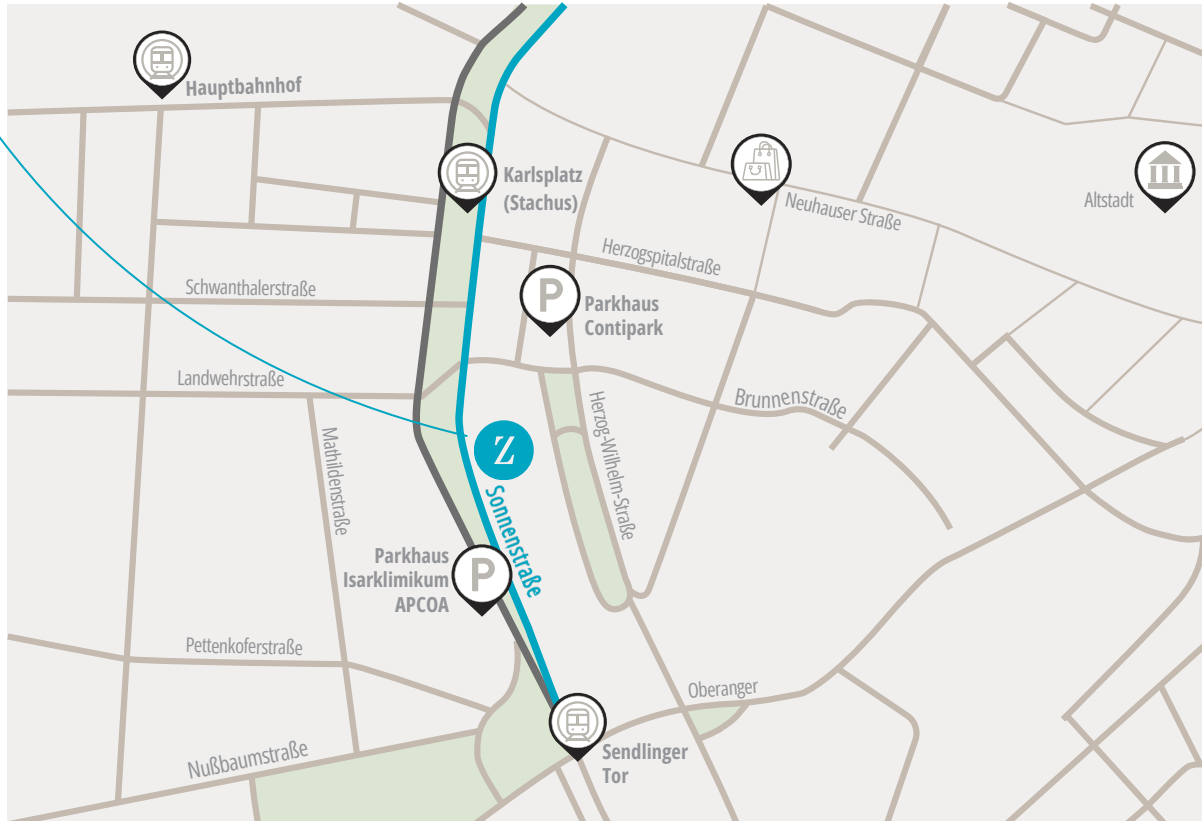 Hauptbahnhof
Karlsplatz
(Stachus)
Neuhauser Straße
Altstadt
Herzogspitalstraße
Schwanthalerstraße
P
Parkhaus
Contipark
Landwehrstraße
Brunnenstraße
Herzog-Wilhelm-Straße
Mathildenstraße
Z
Sonnenstraße
Parkhaus
Isarklimikum
APCOA
P
Pettenkoferstraße
Oberanger
Nußbaumstraße
Sendlinger
Tor